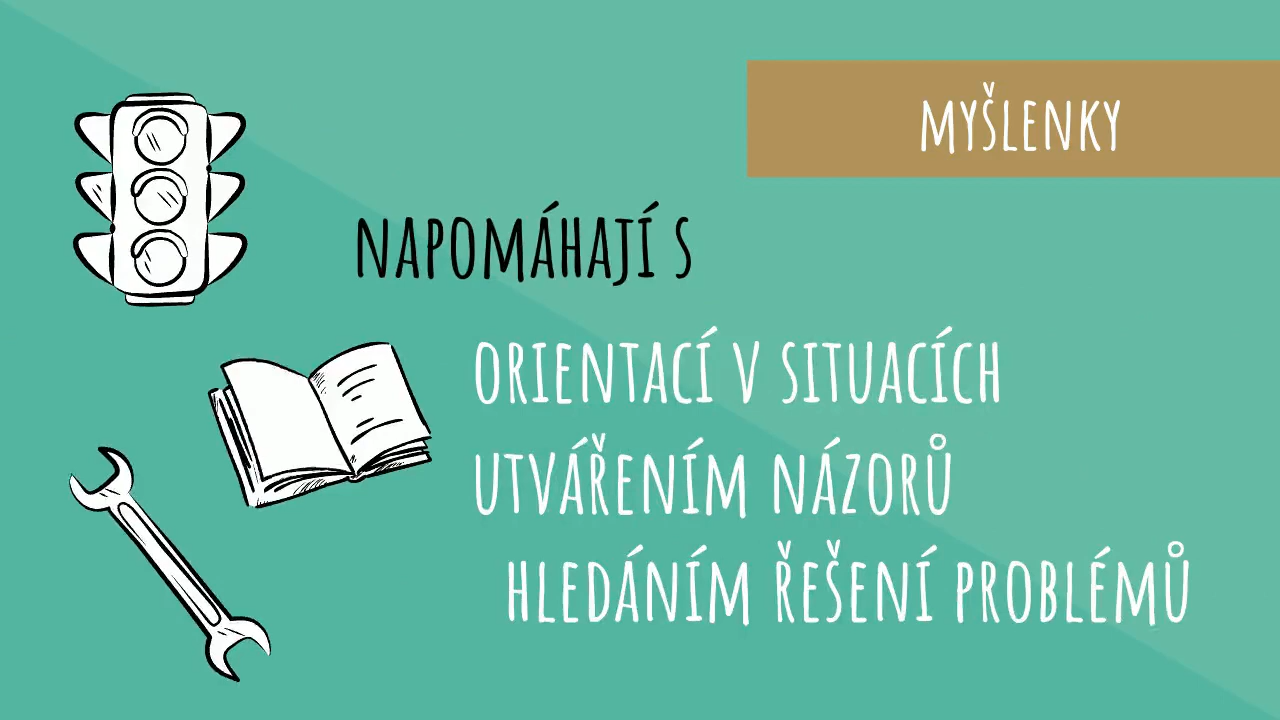 MYŠLENKY
NAPOMÁHAJÍ S
ORIENTACÍ V SITUACÍCH
UTVÁŘENÍM NÁZORŮ
HLEDÁNÍM ŘEŠENÍ PROBLÉMŮ